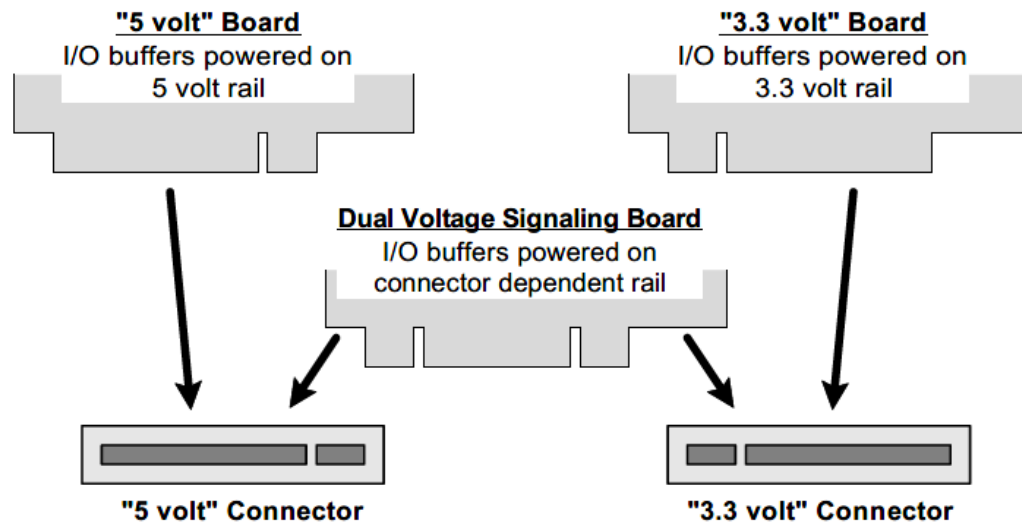 "5 volt" Board
I/O buffers powered on
5 volt rail
"3.3 volt" Board
I/O buffers powered on
3.3 volt rail
Dual Voltage Signaling Board
I/O buffers powered on
connector dependent rail
"5 volt" Connector
"3.3 volt" Connector